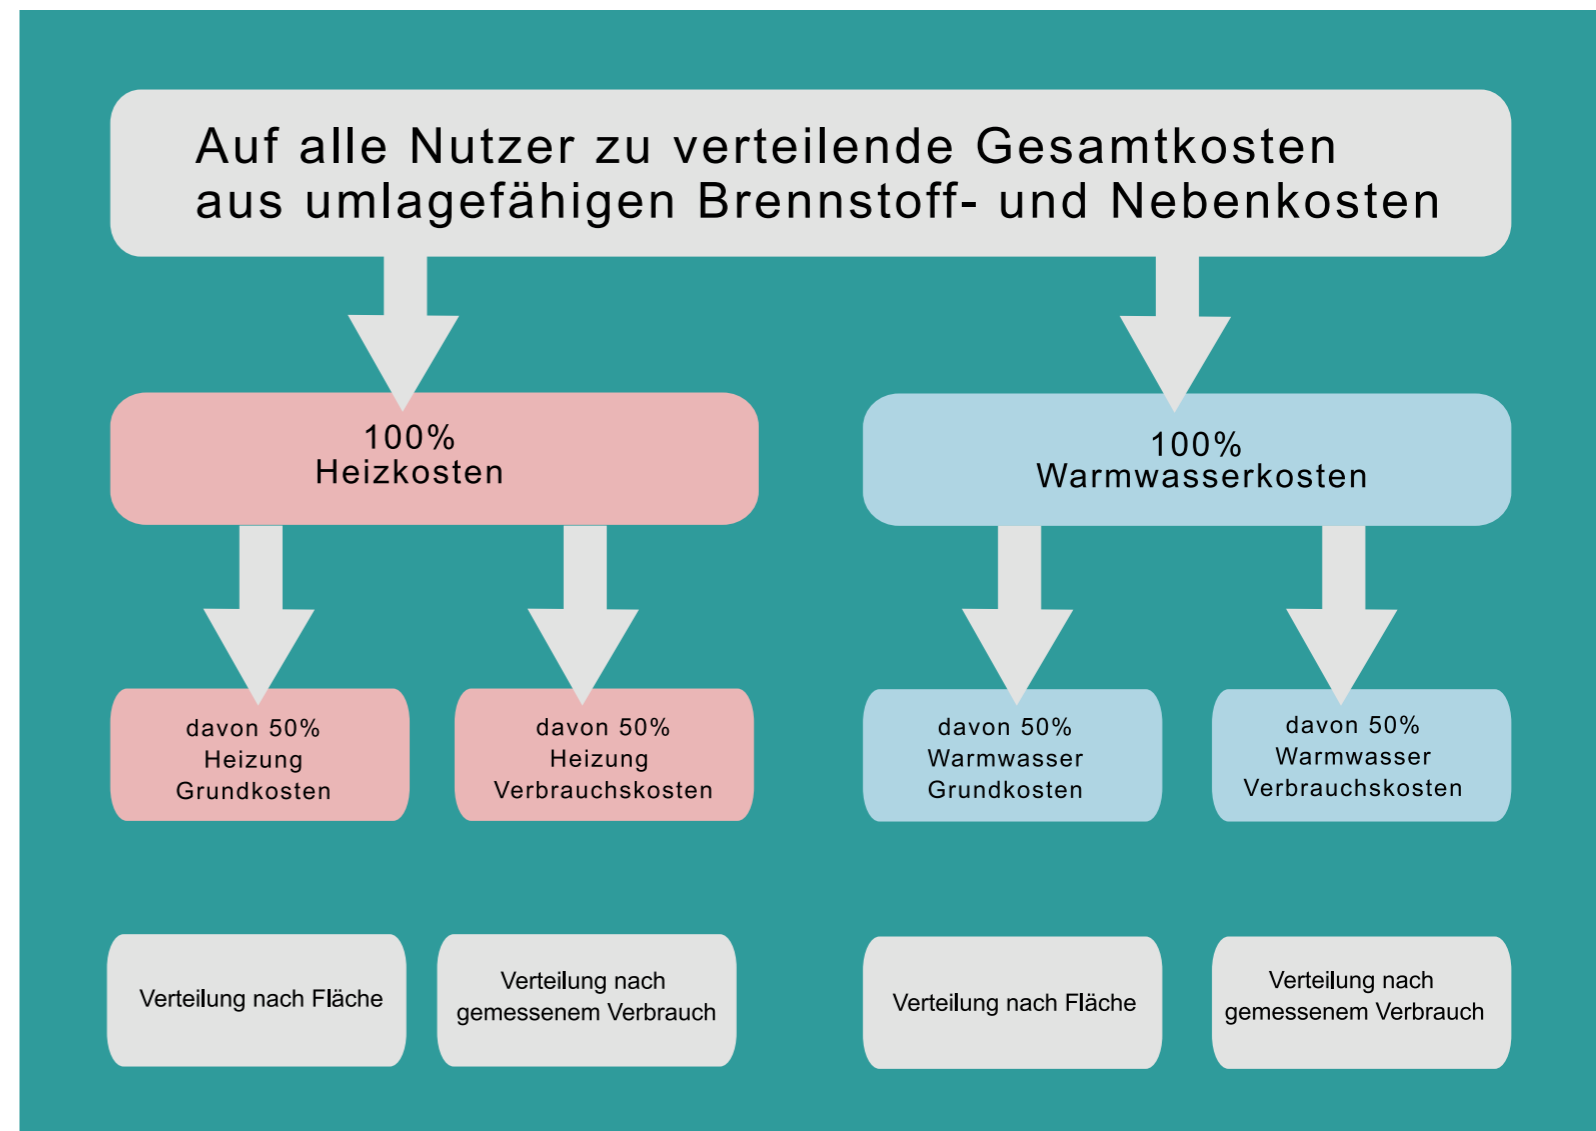 Auf alle Nutzer zu verteilende Gesamtkosten
aus umlagefähigen Brennstoff- und Nebenkosten
100%
Heizkosten
100%
Warmwasserkosten
davon 50%
Heizung
Grundkosten
davon 50%
Heizung
Verbrauchskosten
davon 50%
Warmwasser
Grundkosten
davon 50%
Warmwasser
Verbrauchskosten
Verteilung nach Fläche
Verteilung nach
gemessenem Verbrauch
Verteilung nach Fläche
Verteilung nach
gemessenem Verbrauch